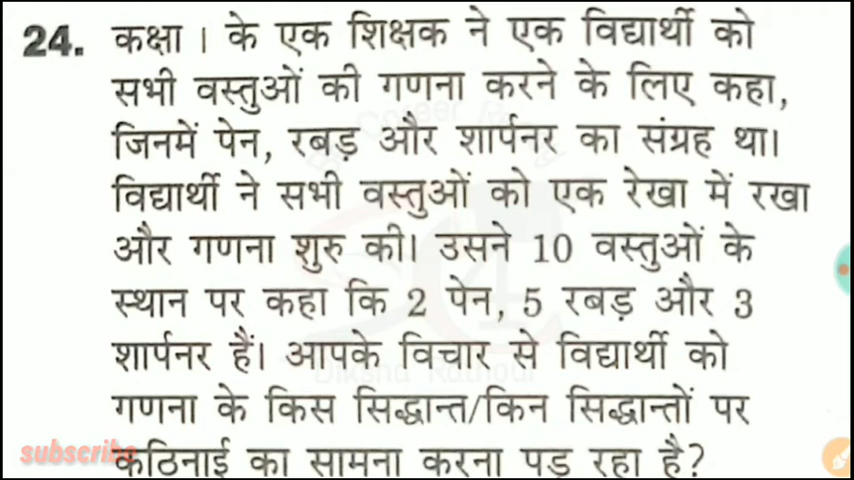 24. कक्षा । के एक शिक्षक ने एक विद्यार्थी को
सभी वस्तुओं की गणना करने के लिए कहा,
जिनमें पेन, रबड़ और शार्पनर का संग्रह था।
विद्यार्थी ने सभी वस्तुओं को एक रेखा में रखा
और गणना शुरु की। उसने 10 वस्तुओं के
स्थान पर कहा कि 2 पेन, 5 रबड़ और 3
शार्पनर हैं। आपके विचार से विद्यार्थी को
गणना के किस सिद्धान्त/किन सिद्धान्तों पर
कठिनाई का सामना करना पड़ रहा है?
subscribe